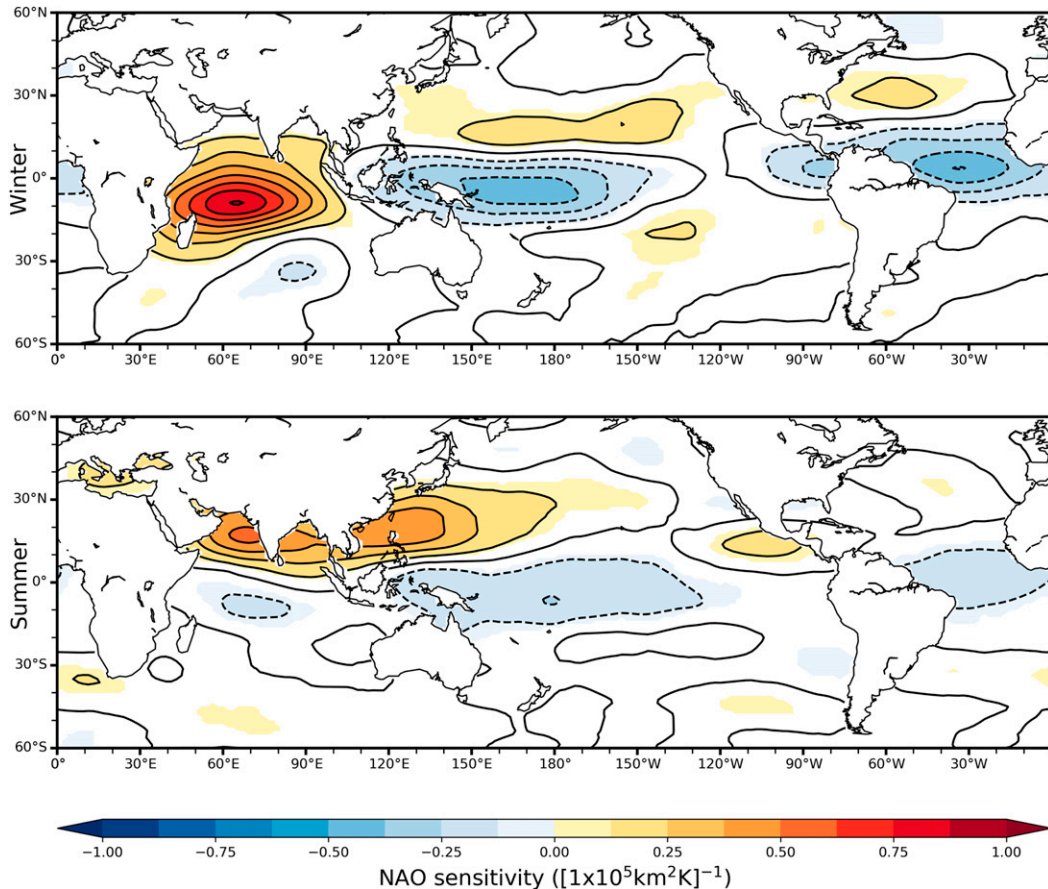 60°N
30°N
Winter
0°
30°S
60°S
0° 30°E 60°E 90°E 120°E 150°E 180° 150°W 120°W 90°W 60°W 30°W
60°N
30°N
Summer
0°
30°S
60°S
0° 30°E 60°E 90°E 120°E 150°E 180° 150°W 120°W 90°W 60°W 30°W
−1.00 −0.75 −0.50 −0.25 0.00 0.25 0.50 0.75 1.00
NAO sensitivity ([1x10⁵km²K]⁻¹)